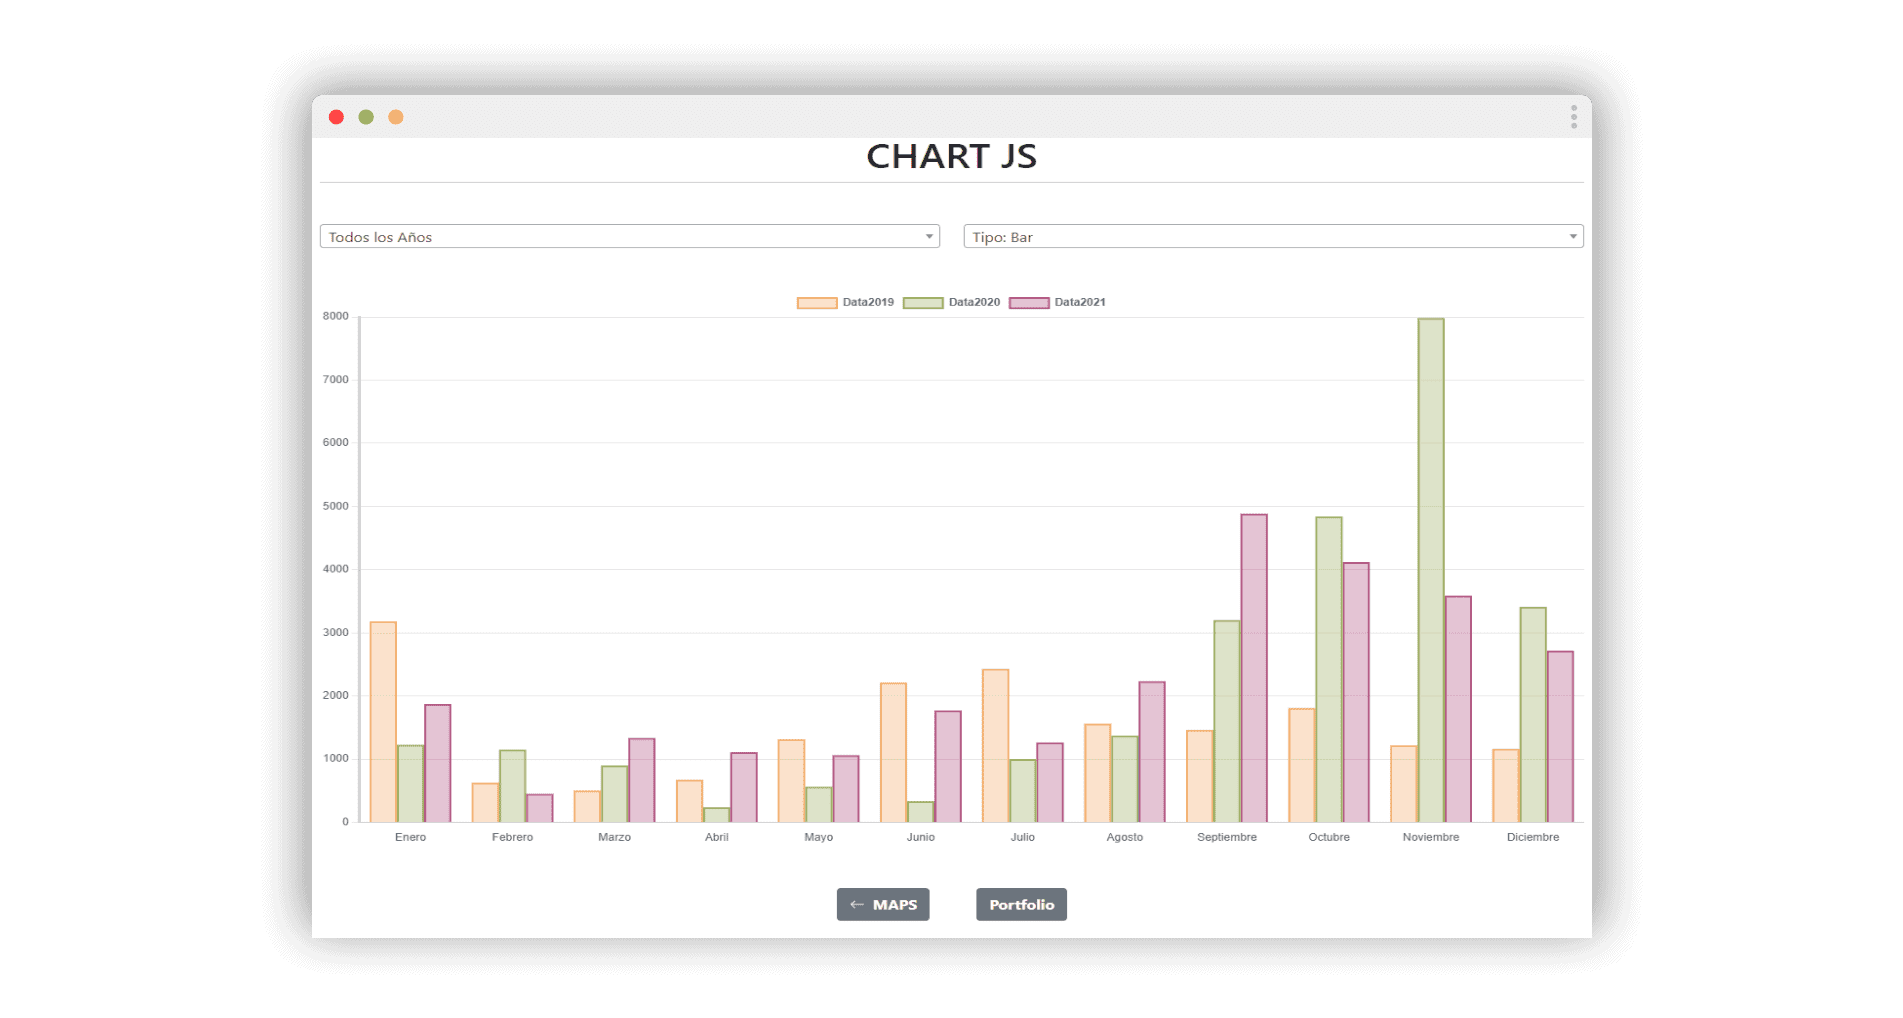 CHART JS
Todos los Años
Tipo: Bar
Data2019 Data2020 Data2021
8000
7000
6000
5000
4000
3000
2000
1000
0
Enero Febrero Marzo Abril Mayo Junio Julio Agosto Septiembre Octubre Noviembre Diciembre
← MAPS
Portfolio